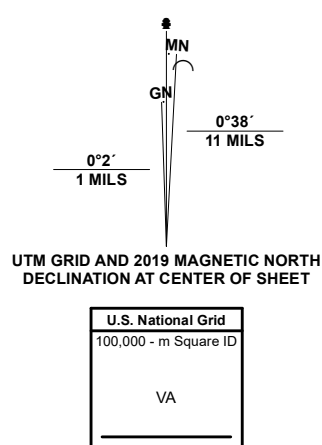 MN
GN
0°38´
11 MILS
0°2´
1 MILS
UTM GRID AND 2019 MAGNETIC NORTH
DECLINATION AT CENTER OF SHEET
U.S. National Grid
100,000 - m Square ID
VA